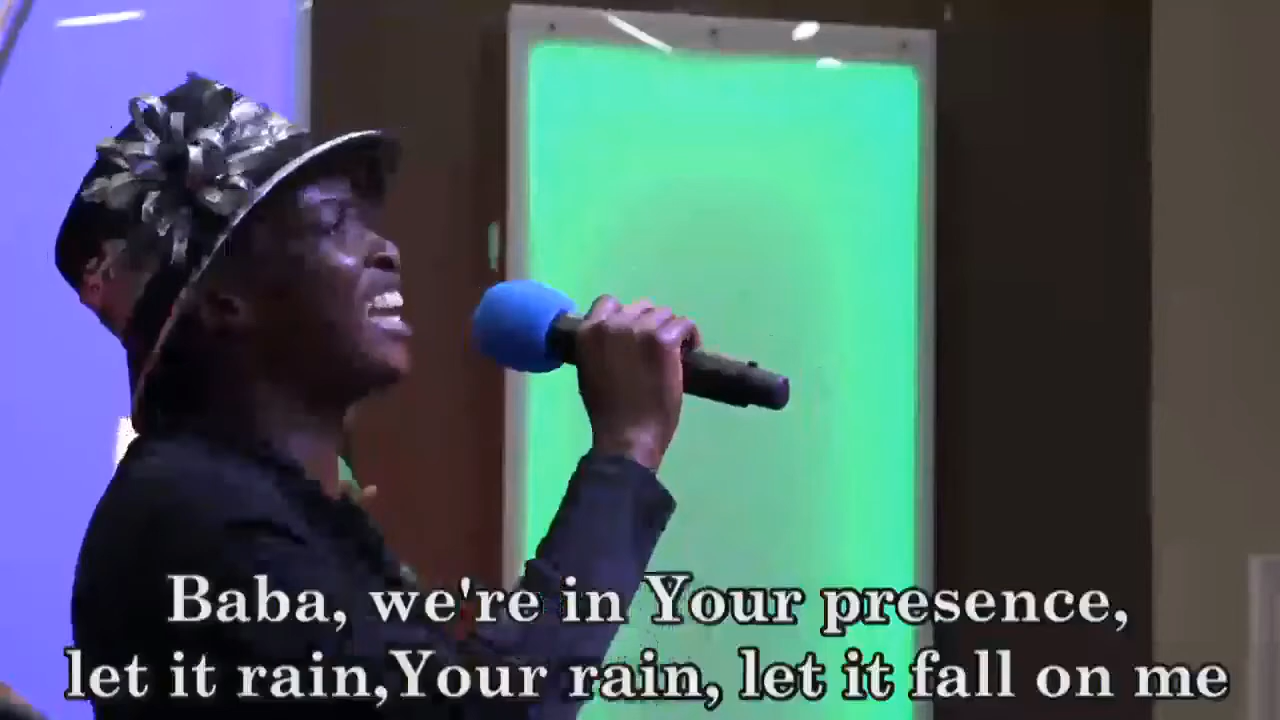 Baba, we're in Your presence,
let it rain,Your rain, let it fall on me